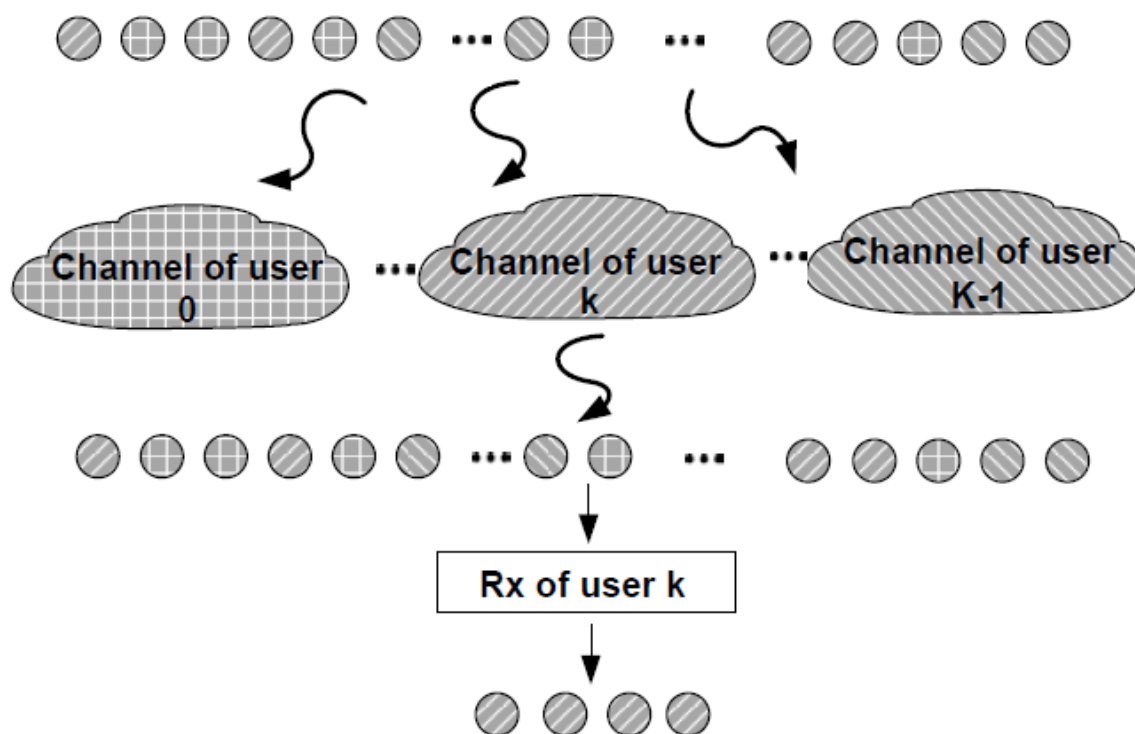 Channel of user
0
Channel of user
k
Channel of user
K-1
Rx of user k